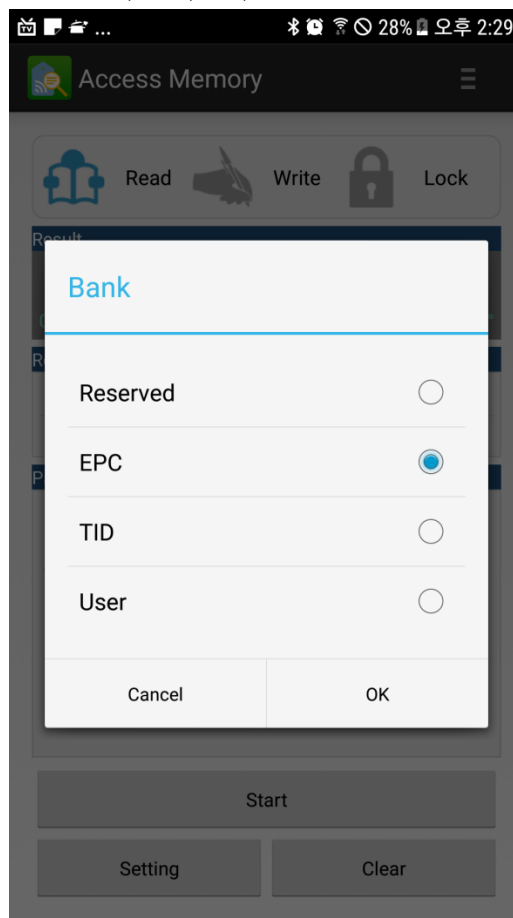 ... 28% 오후 2:29
Access Memory
Read Write Lock
Result
Bank
Reserved
EPC
TID
User
Cancel OK
Start
Setting Clear